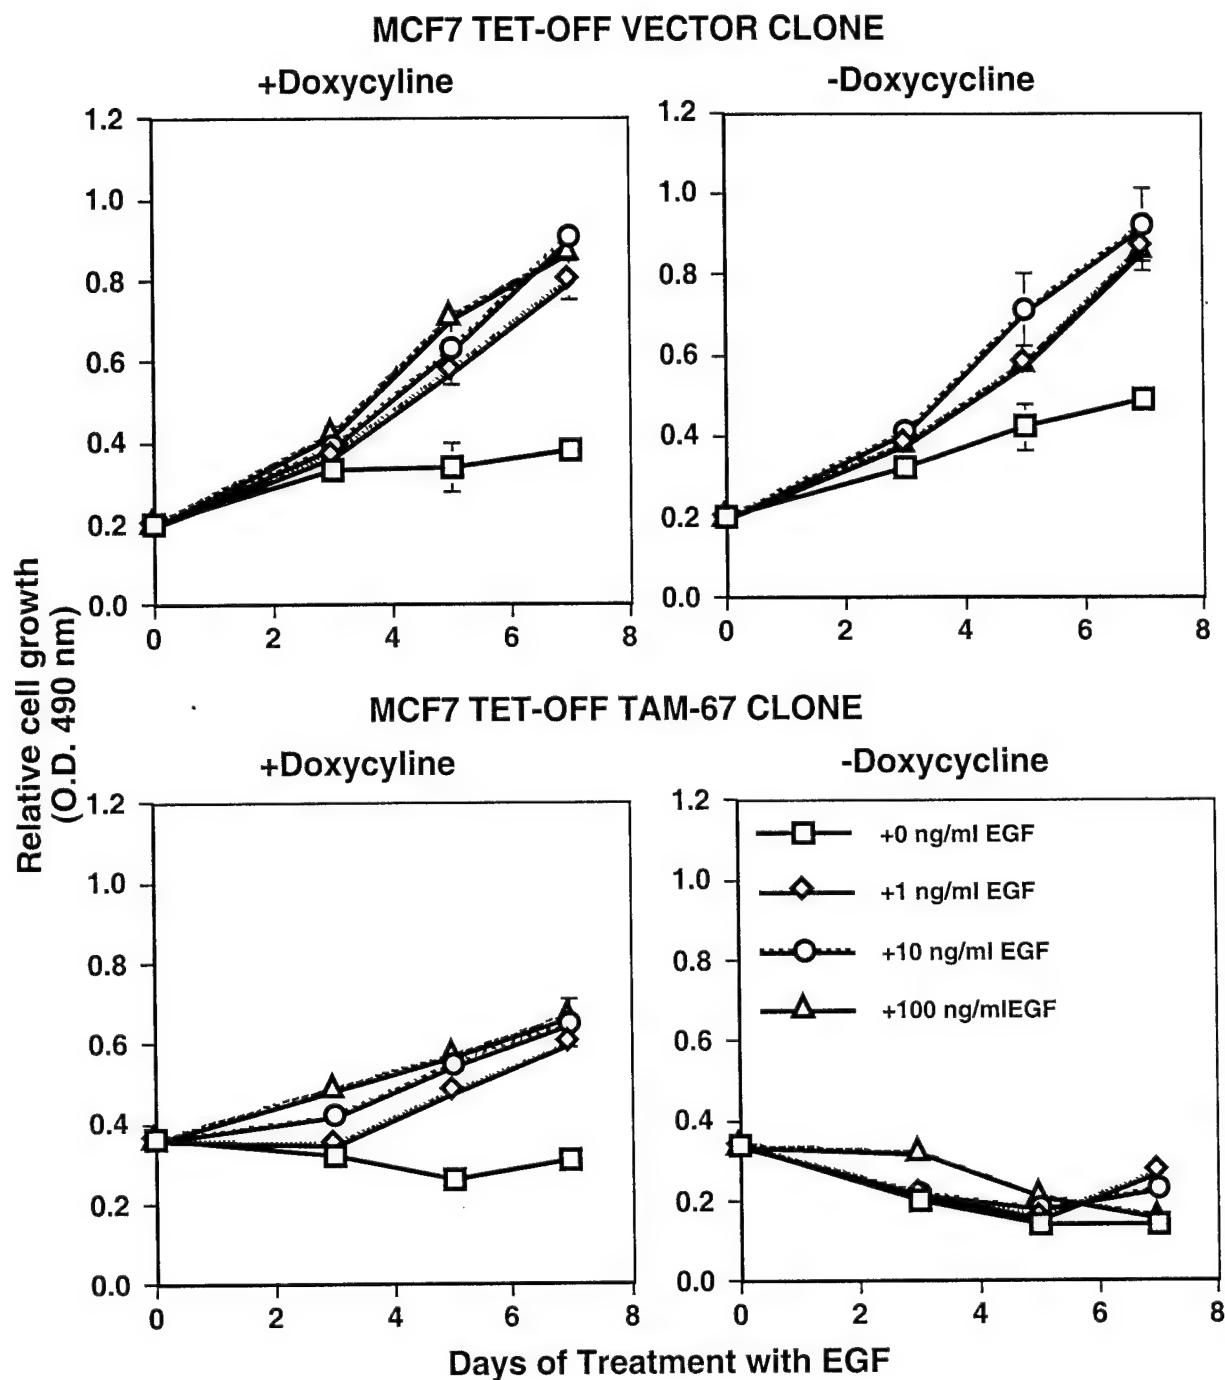 MCF7 TET-OFF VECTOR CLONE
+Doxycyline
-Doxycycline
1.2
1.0
0.8
0.6
0.4
0.2
0.0
0 2 4 6 8
1.2
1.0
0.8
0.6
0.4
0.2
0.0
0 2 4 6 8
Relative cell growth
(O.D. 490 nm)
MCF7 TET-OFF TAM-67 CLONE
+Doxycyline
-Doxycycline
1.2
1.0
0.8
0.6
0.4
0.2
0.0
0 2 4 6 8
1.2
1.0
0.8
0.6
0.4
0.2
0.0
0 2 4 6 8
+0 ng/ml EGF
+1 ng/ml EGF
+10 ng/ml EGF
+100 ng/mlEGF
Days of Treatment with EGF